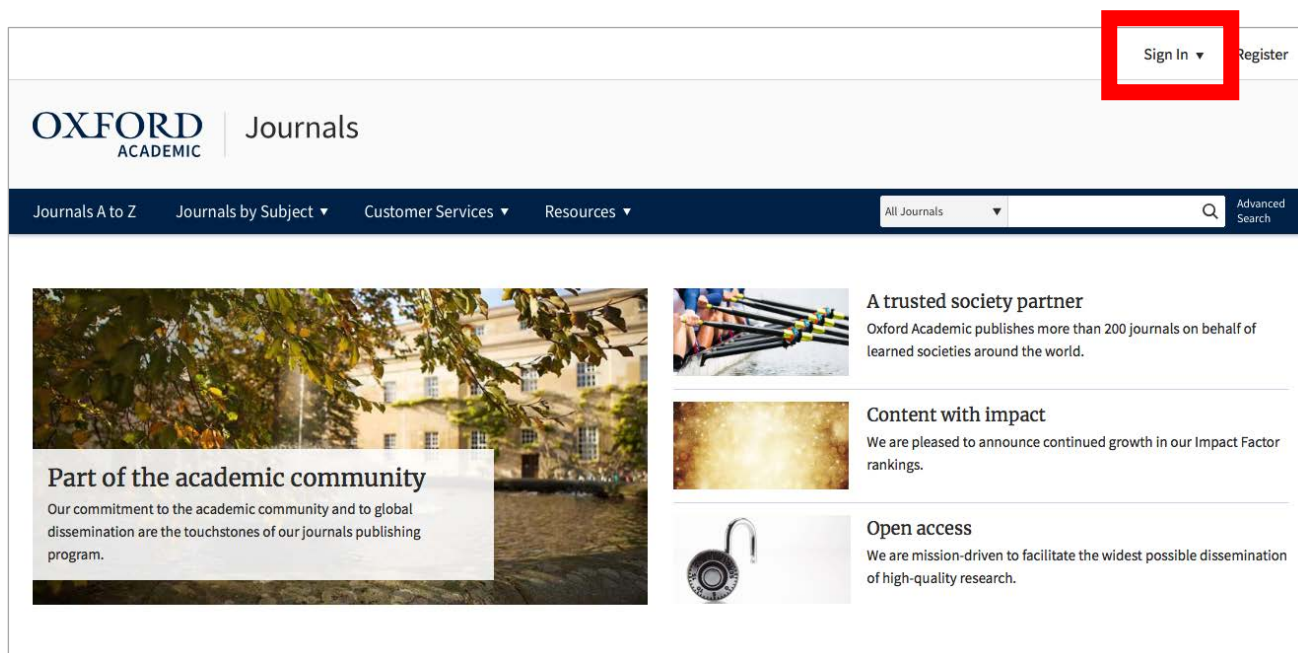 Sign In ▼ Register
OXFORD
ACADEMIC
Journals
Journals A to Z Journals by Subject ▼ Customer Services ▼ Resources ▼ All Journals ▼ Advanced
Search
Part of the academic community
Our commitment to the academic community and to global
dissemination are the touchstones of our journals publishing
program.
A trusted society partner
Oxford Academic publishes more than 200 journals on behalf of
learned societies around the world.
Content with impact
We are pleased to announce continued growth in our Impact Factor
rankings.
Open access
We are mission-driven to facilitate the widest possible dissemination
of high-quality research.